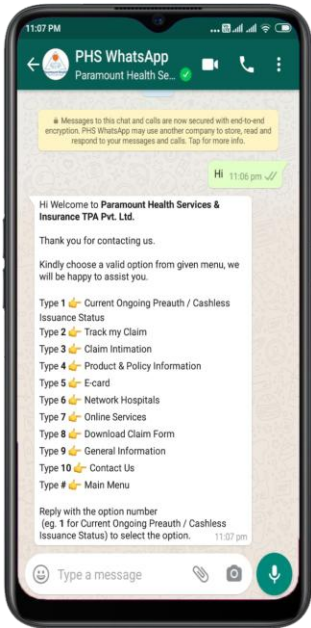 11:07 PM
PHS WhatsApp
Paramount Health Se...
Messages to this chat and calls are now secured with end-to-end
encryption. PHS WhatsApp may use another company to store, read and
respond to your messages and calls. Tap for more info.
Hi 11:06 pm
Hi Welcome to Paramount Health Services &
Insurance TPA Pvt. Ltd.
Thank you for contacting us.
Kindly choose a valid option from given menu, we
will be happy to assist you.
Type 1 👉 Current Ongoing Preauth / Cashless
Issuance Status
Type 2 👉 Track my Claim
Type 3 👉 Claim Intimation
Type 4 👉 Product & Policy Information
Type 5 👉 E-card
Type 6 👉 Network Hospitals
Type 7 👉 Online Services
Type 8 👉 Download Claim Form
Type 9 👉 General Information
Type 10 👉 Contact Us
Type # 👉 Main Menu
Reply with the option number
(eg. 1 for Current Ongoing Preauth / Cashless
Issuance Status) to select the option. 11:07 pm
Type a message